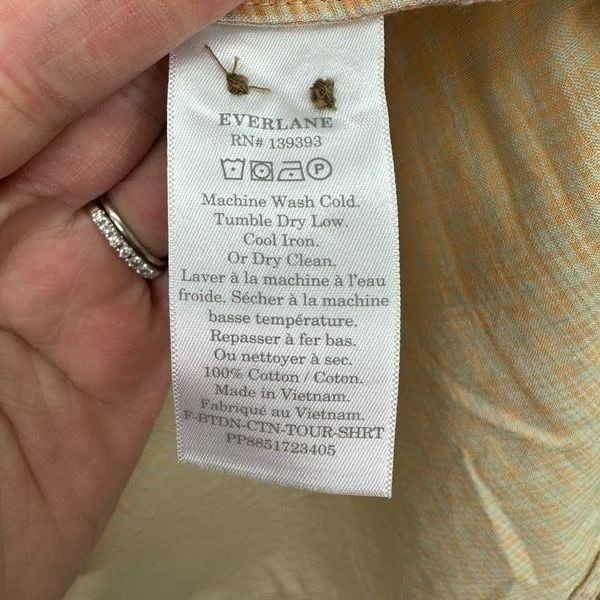 EVERLANE
RN# 139393
P
Machine Wash Cold.
Tumble Dry Low.
Cool Iron.
Or Dry Clean.
Laver à la machine à l'eau
froide. Sécher à la machine
basse température.
Repasser à fer bas.
Ou nettoyer à sec.
100% Cotton / Coton.
Made in Vietnam.
Fabriqué au Vietnam.
F-BTDN-CTN-TOUR-SHRT
PP8851723405